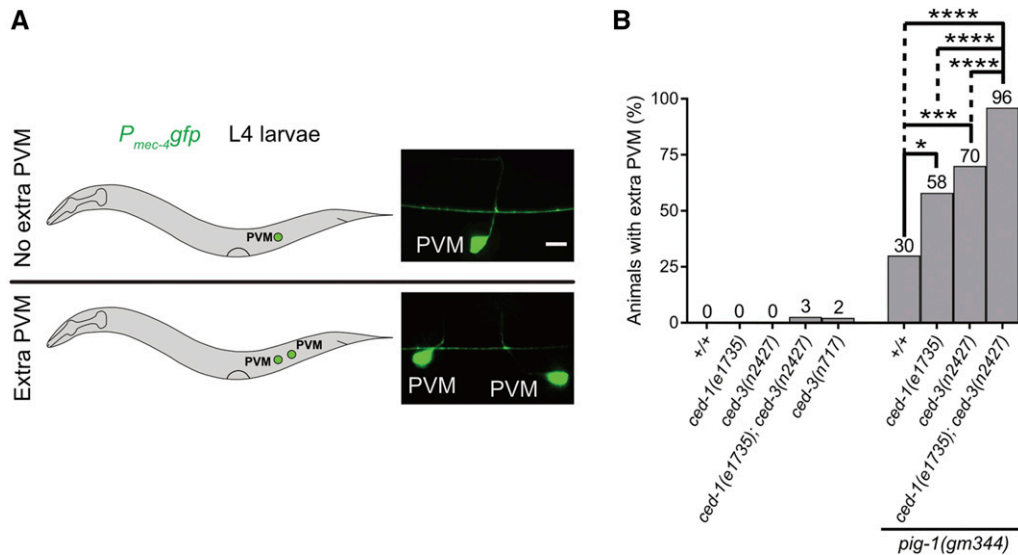 A
P_mec-4 gfp L4 larvae
No extra PVM
PVM
PVM
Extra PVM
PVM
PVM
PVM
PVM
B
Animals with extra PVM (%)
100
75
50
25
0
0
0
0
3
2
30
58
70
96
*
***
****
****
****
+/+
ced-1(e1735)
ced-3(n2427)
ced-1(e1735); ced-3(n2427)
ced-3(n717)
+/+
ced-1(e1735)
ced-3(n2427)
ced-1(e1735); ced-3(n2427)
pig-1(gm344)